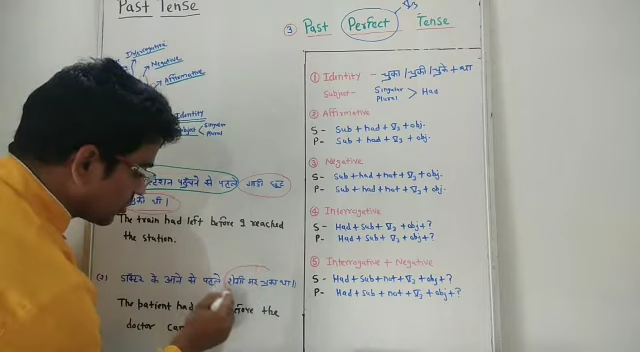 Past Tense
Interrogative
Negative
Affirmative
Identity
Subject < Singular
Plural
स्टेशन पहुँचने से पहले गाड़ी छूट
चुकी थी।
The train had left before I reached
the station.
(2) डॉक्टर के आने से पहले रोगी मर चुका था।
The patient had before the
doctor
V3
③ Past Perfect Tense
① Identity - चुका / चुकी / चुके + था
Subject - Singular
Plural > Had
② Affirmative
S- Sub + had + V3 + obj.
P- Sub + had + V3 + obj.
③ Negative
S- Sub + had + not + V3 + obj.
P- Sub + had + not + V3 + obj.
④ Interrogative
S- Had + Sub + V3 + obj + ?
P- Had + Sub + V3 + obj + ?
⑤ Interrogative + Negative
S- Had + Sub + not + V3 + obj + ?
P- Had + Sub + not + V3 + obj + ?